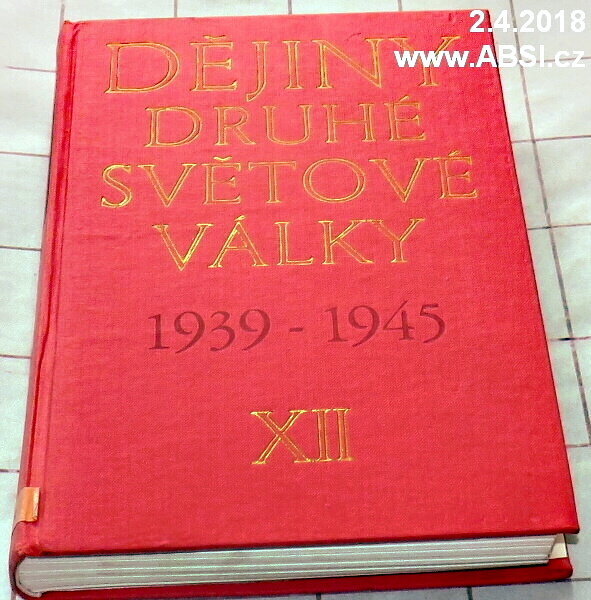 2.4.2018
www.ABSI.cz
DĚJINY
DRUHÉ
SVĚTOVÉ
VÁLKY
1939 - 1945
XII